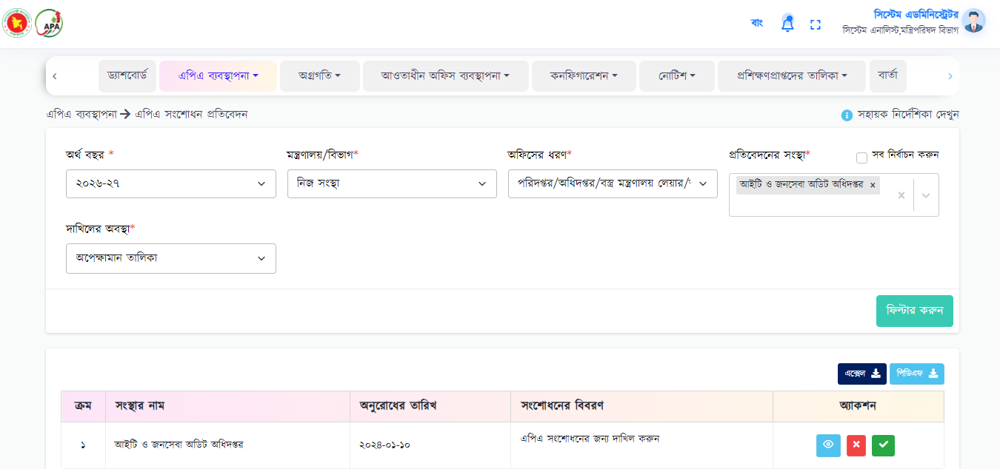 APA
বাং
সিস্টেম এডমিনিস্ট্রেটর
সিস্টেম এনালিস্ট,মন্ত্রিপরিষদ বিভাগ
ড্যাশবোর্ড
এপিএ ব্যবস্থাপনা
অগ্রগতি
আওতাধীন অফিস ব্যবস্থাপনা
কনফিগারেশন
নোটিশ
প্রশিক্ষণপ্রাপ্তদের তালিকা
বার্তা
এপিএ ব্যবস্থাপনা → এপিএ সংশোধন প্রতিবেদন
সহায়ক নির্দেশিকা দেখুন
অর্থ বছর *
মন্ত্রণালয়/বিভাগ*
অফিসের ধরণ*
প্রতিবেদনের সংস্থা*
সব নির্বাচন করুন
২০২৬-২৭
নিজ সংস্থা
পরিদপ্তর/অধিদপ্তর/বস্ত্র মন্ত্রণালয় লেয়ার/
আইটি ও জনসেবা অডিট অধিদপ্তর ×
দাখিলের অবস্থা*
অপেক্ষামান তালিকা
ফিল্টার করুন
এক্সেল
পিডিএফ
ক্রম
সংস্থার নাম
অনুরোধের তারিখ
সংশোধনের বিবরণ
অ্যাকশন
১
আইটি ও জনসেবা অডিট অধিদপ্তর
২০২৪-০১-১০
এপিএ সংশোধনের জন্য দাখিল করুন